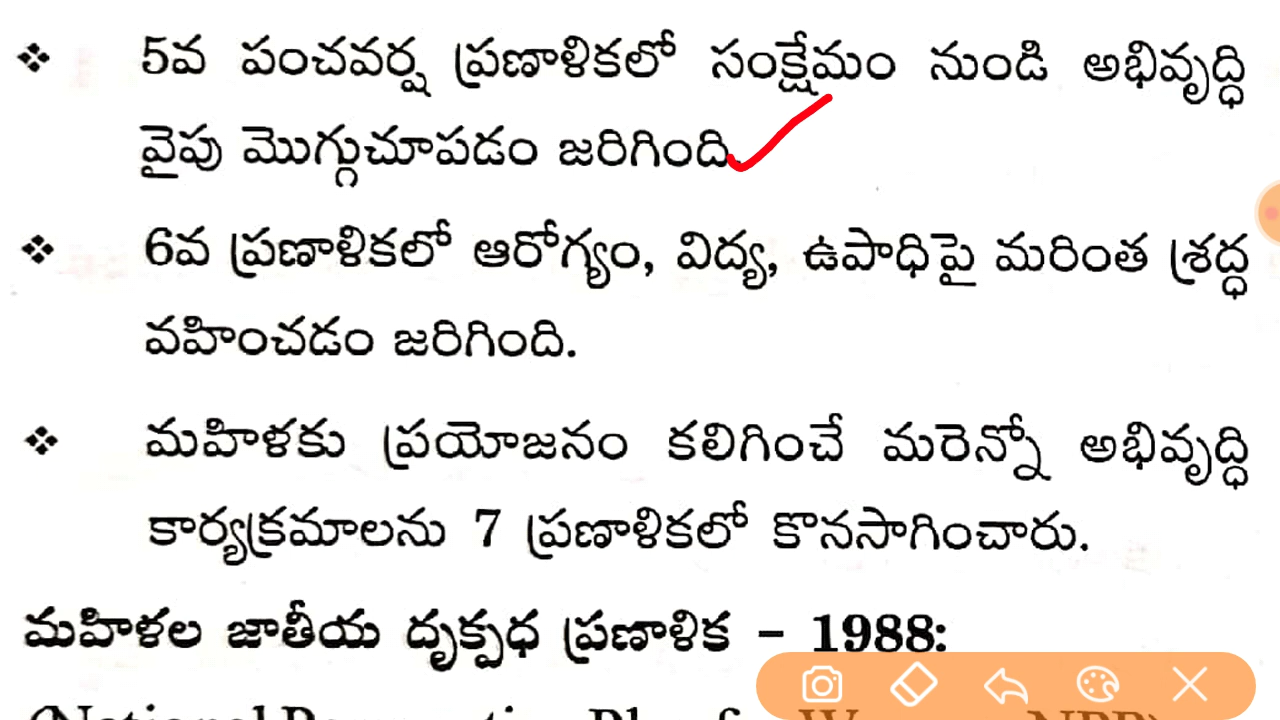 ❖ 5వ పంచవర్ష ప్రణాళికలో సంక్షేమం నుండి అభివృద్ధి
వైపు మొగ్గుచూపడం జరిగింది.
❖ 6వ ప్రణాళికలో ఆరోగ్యం, విద్య, ఉపాధిపై మరింత శ్రద్ధ
వహించడం జరిగింది.
❖ మహిళకు ప్రయోజనం కలిగించే మరెన్నో అభివృద్ధి
కార్యక్రమాలను 7 ప్రణాళికలో కొనసాగించారు.
మహిళల జాతీయ దృక్పధ ప్రణాళిక - 1988: